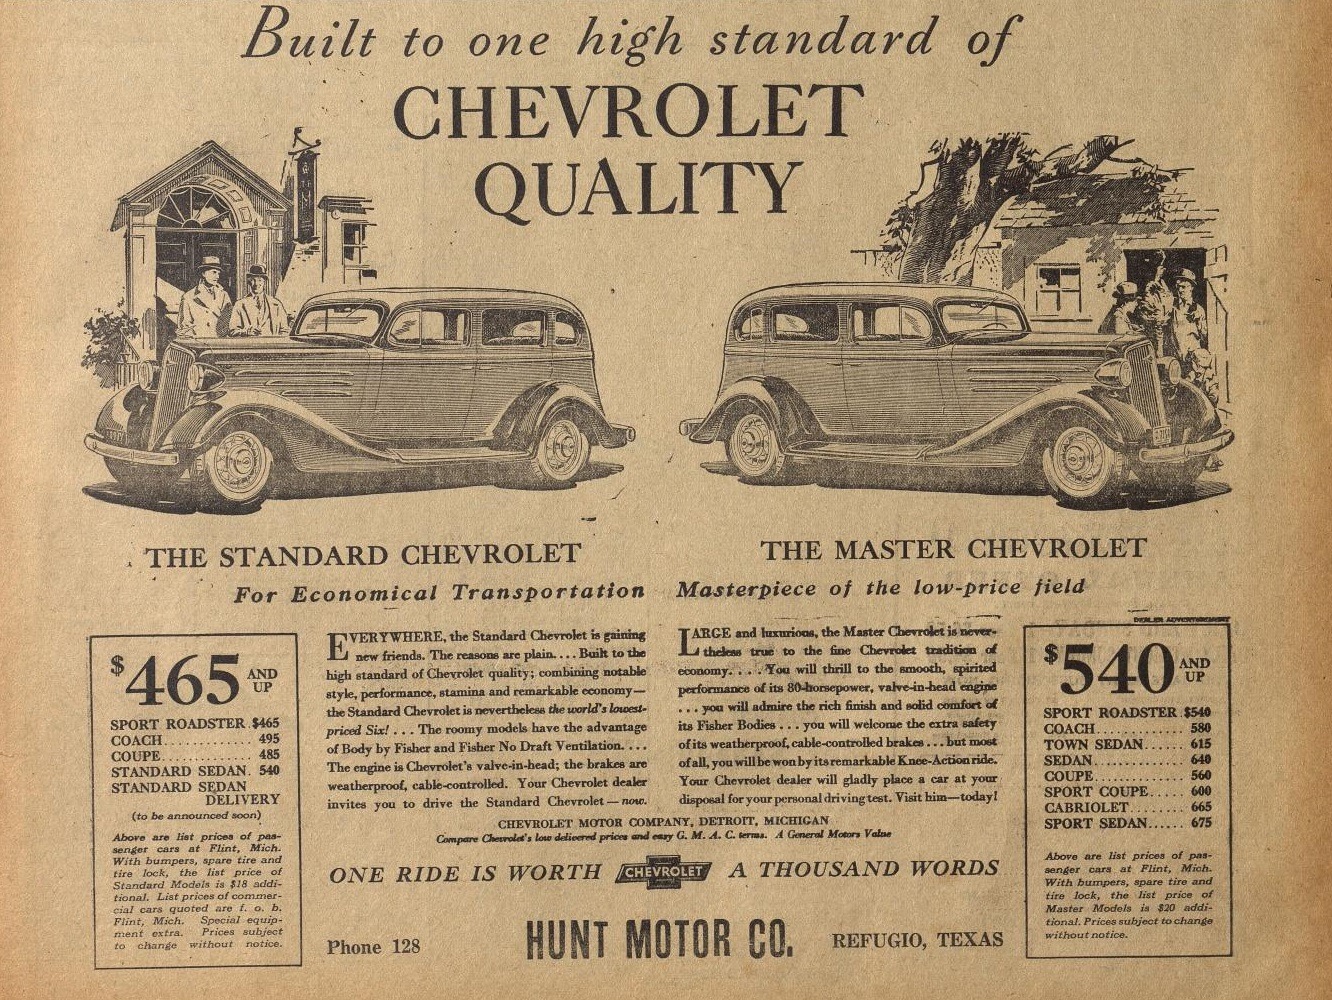 Built to one high standard of
CHEVROLET
QUALITY
THE STANDARD CHEVROLET
For Economical Transportation
THE MASTER CHEVROLET
Masterpiece of the low-price field
$465 AND UP
SPORT ROADSTER. $465
COACH............ 495
COUPE............ 485
STANDARD SEDAN. 540
STANDARD SEDAN
DELIVERY
(to be announced soon)
Above are list prices of pas-
senger cars at Flint, Mich.
With bumpers, spare tire and
tire lock, the list price of
Standard Models is $18 addi-
tional. List prices of commer-
cial cars quoted are f. o. b.
Flint, Mich. Special equip-
ment extra. Prices subject
to change without notice.
EVERYWHERE, the Standard Chevrolet is gaining
new friends. The reasons are plain.... Built to the
high standard of Chevrolet quality; combining notable
style, performance, stamina and remarkable economy—
the Standard Chevrolet is nevertheless the world's lowest-
priced Six! . . . The roomy models have the advantage
of Body by Fisher and Fisher No Draft Ventilation. . . .
The engine is Chevrolet's valve-in-head; the brakes are
weatherproof, cable-controlled. Your Chevrolet dealer
invites you to drive the Standard Chevrolet — now.
LARGE and luxurious, the Master Chevrolet is never-
theless true to the fine Chevrolet tradition of
economy. . . . You will thrill to the smooth, spirited
performance of its 80-horsepower, valve-in-head engine
. . . you will admire the rich finish and solid comfort of
its Fisher Bodies . . . you will welcome the extra safety
of its weatherproof, cable-controlled brakes . . . but most
of all, you will be won by its remarkable Knee-Action ride.
Your Chevrolet dealer will gladly place a car at your
disposal for your personal driving test. Visit him—today!
DEALER ADVERTISEMENT
$540 AND UP
SPORT ROADSTER. $540
COACH............ 580
TOWN SEDAN...... 615
SEDAN............ 640
COUPE............ 560
SPORT COUPE..... 600
CABRIOLET........ 665
SPORT SEDAN...... 675
Above are list prices of pas-
senger cars at Flint, Mich.
With bumpers, spare tire and
tire lock, the list price of
Master Models is $20 addi-
tional. Prices subject to change
without notice.
CHEVROLET MOTOR COMPANY, DETROIT, MICHIGAN
Compare Chevrolet's low delivered prices and easy G. M. A. C. terms. A General Motors Value
ONE RIDE IS WORTH CHEVROLET A THOUSAND WORDS
Phone 128 HUNT MOTOR CO. REFUGIO, TEXAS